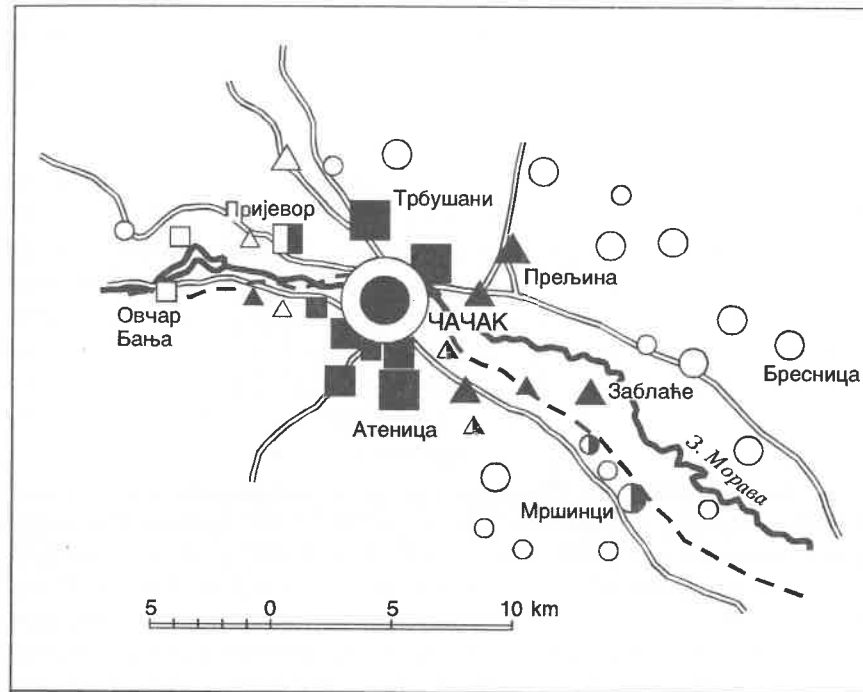 Трбушани
Пријевор
Прељина
Овчар
Бања
ЧАЧАК
Бресница
Заблаће
Атеница
З. Морава
Мршинци
5 0 5 10 km